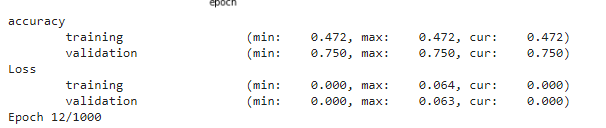 epoch
accuracy
training (min: 0.472, max: 0.472, cur: 0.472)
validation (min: 0.750, max: 0.750, cur: 0.750)
Loss
training (min: 0.000, max: 0.064, cur: 0.000)
validation (min: 0.000, max: 0.063, cur: 0.000)
Epoch 12/1000